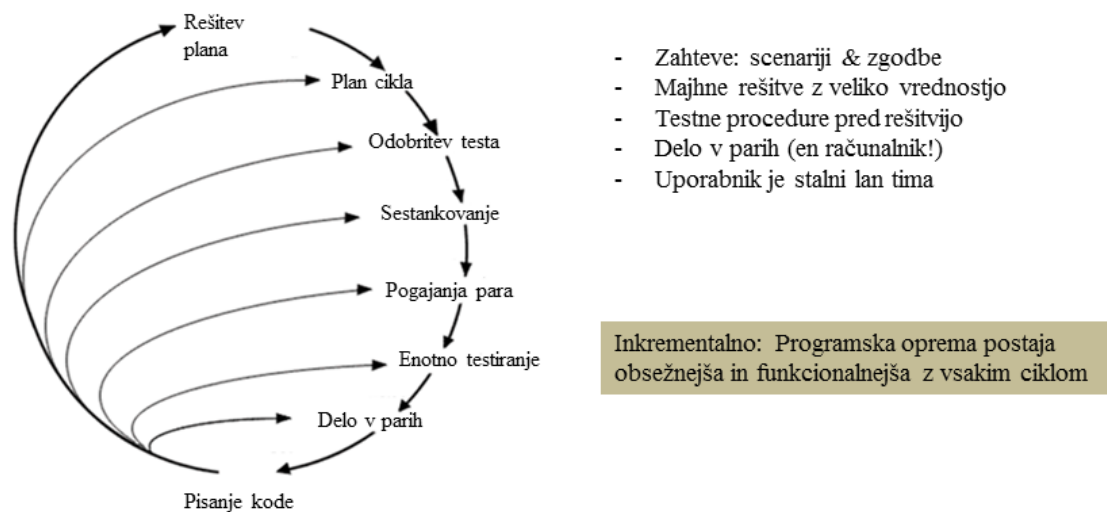 Rešitev
plana
Plan cikla
Odobritev testa
Sestankovanje
Pogajanja para
Enotno testiranje
Delo v parih
Pisanje kode
- Zahteve: scenariji & zgodbe
- Majhne rešitve z veliko vrednostjo
- Testne procedure pred rešitvijo
- Delo v parih (en računalnik!)
- Uporabnik je stalni lan tima
Inkrementalno: Programska oprema postaja
obsežnejša in funkcionalnejša z vsakim ciklom